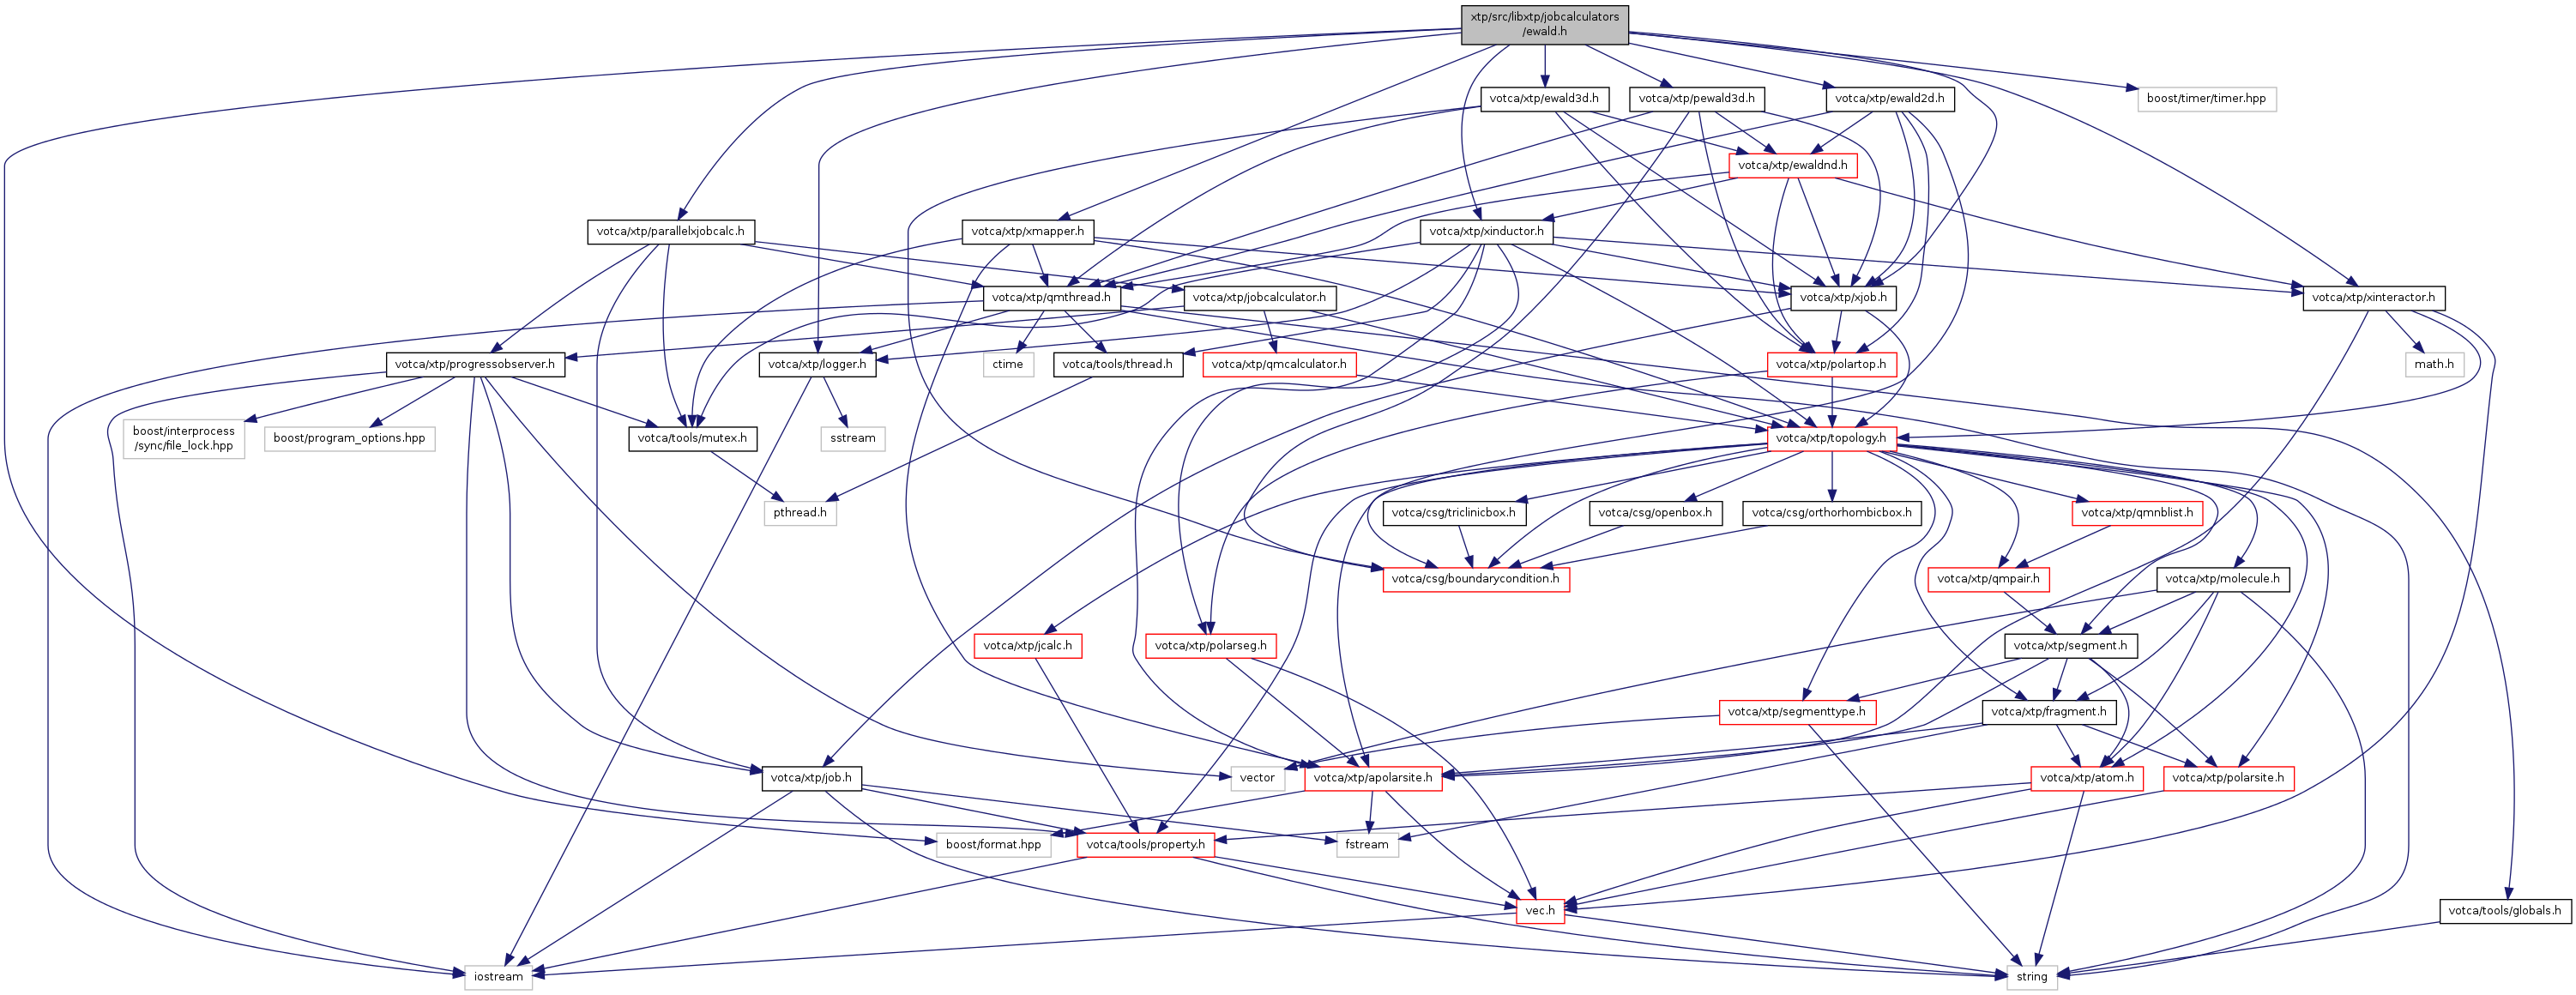 xtp/src/libxtp/jobcalculators
/ewald.h
votca/xtp/ewald3d.h
votca/xtp/pewald3d.h
votca/xtp/ewald2d.h
boost/timer/timer.hpp
votca/xtp/ewaldnd.h
votca/xtp/parallelxjobcalc.h
votca/xtp/xmapper.h
votca/xtp/xinductor.h
votca/xtp/qmthread.h
votca/xtp/jobcalculator.h
votca/xtp/xjob.h
votca/xtp/xinteractor.h
votca/xtp/progressobserver.h
votca/xtp/logger.h
ctime
votca/tools/thread.h
votca/xtp/qmcalculator.h
votca/xtp/polartop.h
math.h
boost/interprocess
/sync/file_lock.hpp
boost/program_options.hpp
votca/tools/mutex.h
sstream
votca/xtp/topology.h
pthread.h
votca/csg/triclinicbox.h
votca/csg/openbox.h
votca/csg/orthorhombicbox.h
votca/xtp/qmnblist.h
votca/csg/boundarycondition.h
votca/xtp/qmpair.h
votca/xtp/molecule.h
votca/xtp/jcalc.h
votca/xtp/polarseg.h
votca/xtp/segment.h
votca/xtp/segmenttype.h
votca/xtp/fragment.h
votca/xtp/job.h
vector
votca/xtp/apolarsite.h
votca/xtp/atom.h
votca/xtp/polarsite.h
boost/format.hpp
votca/tools/property.h
fstream
vec.h
votca/tools/globals.h
iostream
string